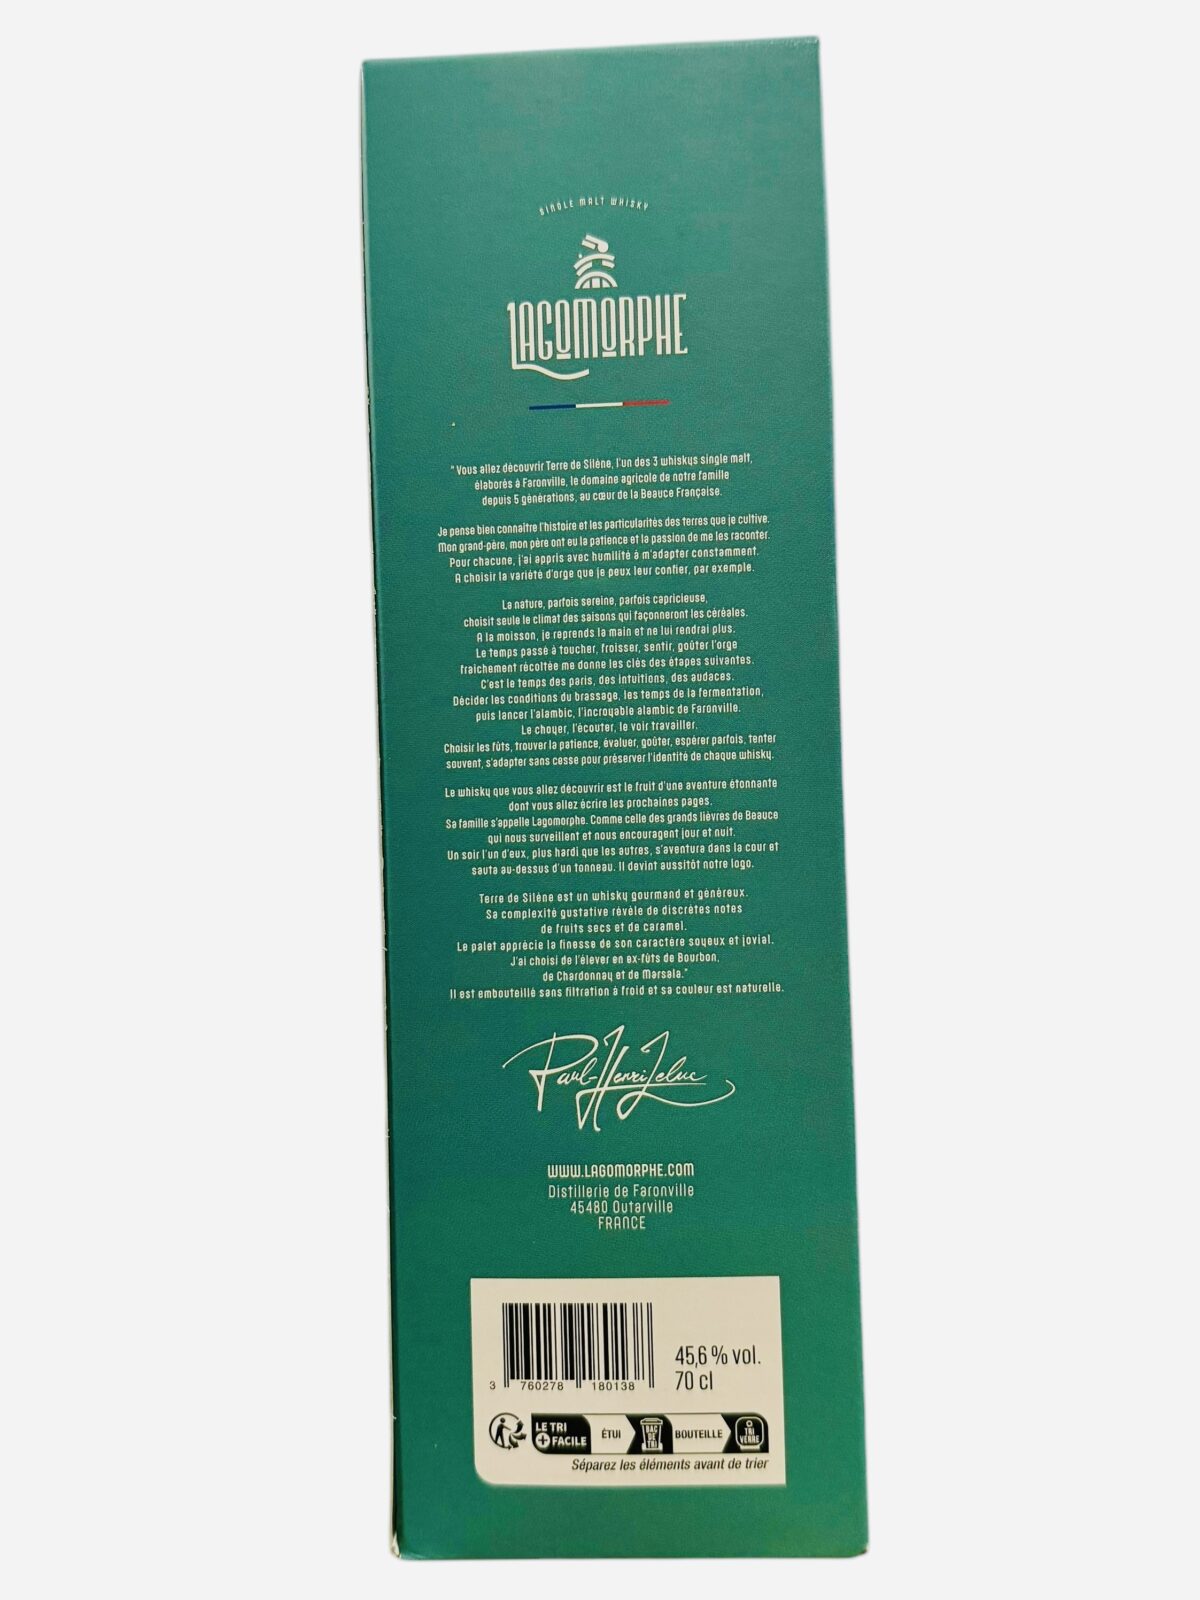 SINGLE MALT WHISKY
LAGOMORPHE
" Vous allez découvrir Terre de Silène, l'un des 3 whiskys single malt,
élaborés à Faronville, le domaine agricole de notre famille
depuis 5 générations, au cœur de la Beauce Française.
Je pense bien connaître l'histoire et les particularités des terres que je cultive.
Mon grand-père, mon père ont eu la patience et la passion de me les raconter.
Pour chacune, j'ai appris avec humilité à m'adapter constamment.
A choisir la variété d'orge que je peux leur confier, par exemple.
La nature, parfois sereine, parfois capricieuse,
choisit seule le climat des saisons qui façonneront les céréales.
A la moisson, je reprends la main et ne lui rendrai plus.
Le temps passé à toucher, froisser, sentir, goûter l'orge
fraichement récoltée me donne les clés des étapes suivantes.
C'est le temps des paris, des intuitions, des audaces.
Décider les conditions du brassage, les temps de la fermentation,
puis lancer l'alambic, l'incroyable alambic de Faronville.
Le choyer, l'écouter, le voir travailler.
Choisir les fûts, trouver la patience, évaluer, goûter, espérer parfois, tenter
souvent, s'adapter sans cesse pour préserver l'identité de chaque whisky.
Le whisky que vous allez découvrir est le fruit d'une aventure étonnante
dont vous allez écrire les prochaines pages.
Sa famille s'appelle Lagomorphe. Comme celle des grands lièvres de Beauce
qui nous surveillent et nous encouragent jour et nuit.
Un soir l'un d'eux, plus hardi que les autres, s'aventura dans la cour et
sauta au-dessus d'un tonneau. Il devint aussitôt notre logo.
Terre de Silène est un whisky gourmand et généreux.
Sa complexité gustative révèle de discrètes notes
de fruits secs et de caramel.
Le palet apprécie la finesse de son caractère soyeux et jovial.
J'ai choisi de l'élever en ex-fûts de Bourbon,
de Chardonnay et de Marsala."
Il est embouteillé sans filtration à froid et sa couleur est naturelle.
Paul-Henri Leluc
WWW.LAGOMORPHE.COM
Distillerie de Faronville
45480 Outarville
FRANCE
45,6 % vol.
70 cl
3 760278 180138
LE TRI + FACILE
ÉTUI
BAC DE TRI
BOUTEILLE
TRI VERRE
Séparez les éléments avant de trier